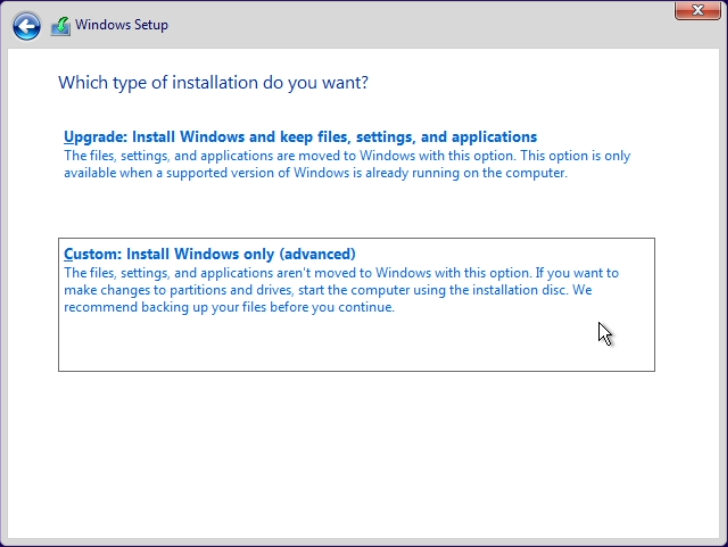 Windows Setup
Which type of installation do you want?
Upgrade: Install Windows and keep files, settings, and applications
The files, settings, and applications are moved to Windows with this option. This option is only
available when a supported version of Windows is already running on the computer.
Custom: Install Windows only (advanced)
The files, settings, and applications aren't moved to Windows with this option. If you want to
make changes to partitions and drives, start the computer using the installation disc. We
recommend backing up your files before you continue.